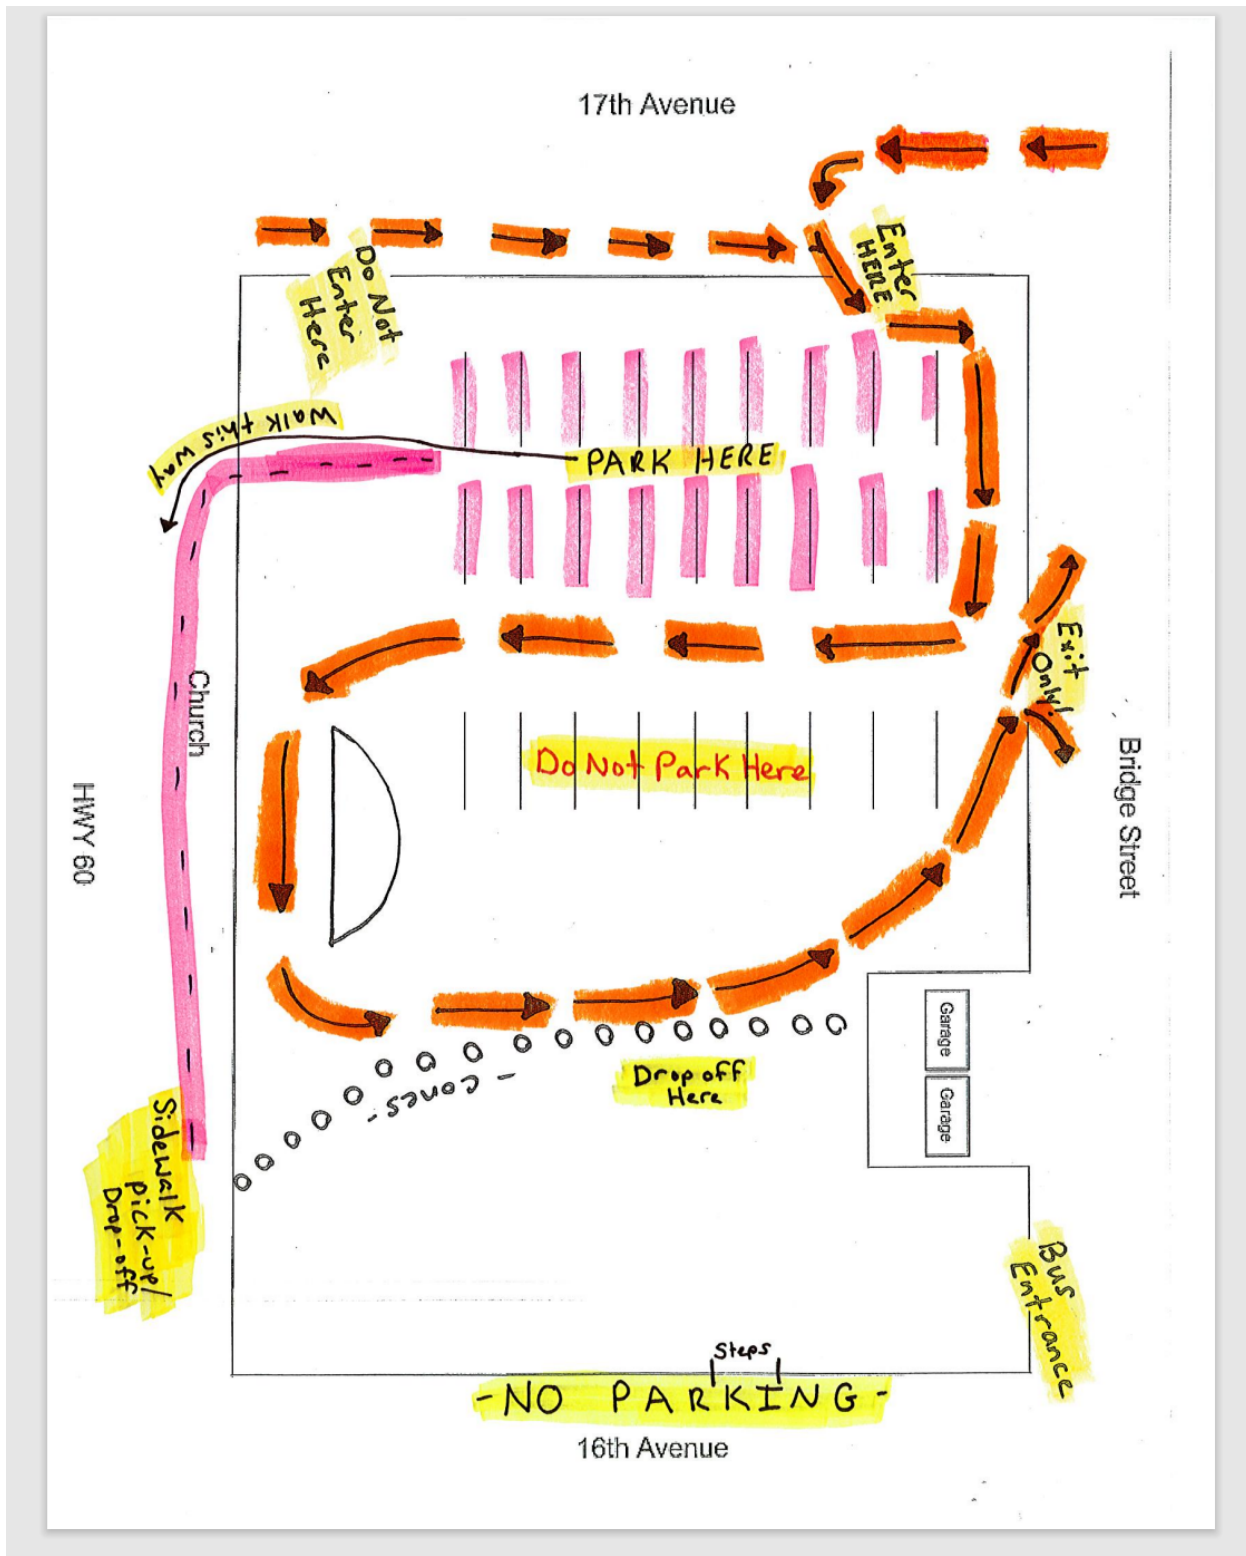 17th Avenue
Enter
HERE
Do Not
Enter
Here
Walk this way
PARK HERE
Exit
Only!
Church
Do Not Park Here
Bridge Street
HWY 60
Garage
Garage
Drop off
Here
- cones -
Sidewalk
Pick-up/
Drop-off
Bus
Entrance
Steps
-NO PARKING-
16th Avenue